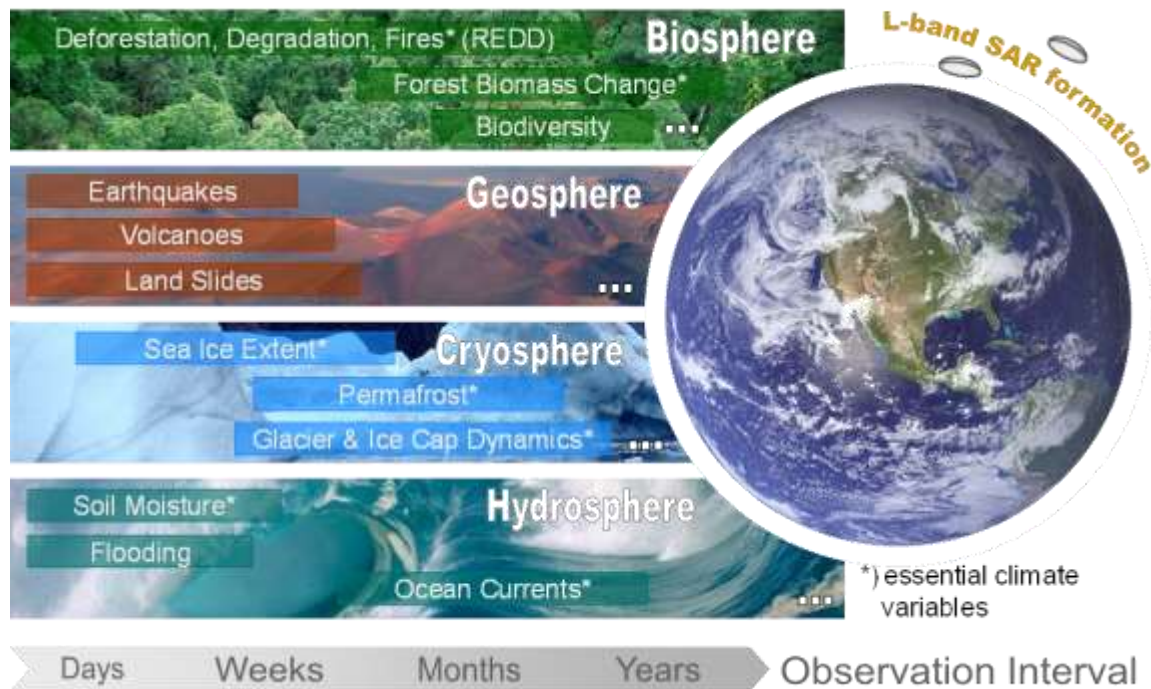 Deforestation, Degradation, Fires* (REDD)
Biosphere
Forest Biomass Change*
Biodiversity ...
L-band SAR formation
Earthquakes
Geosphere
Volcanoes
Land Slides
...
Sea Ice Extent*
Cryosphere
Permafrost*
Glacier & Ice Cap Dynamics* ...
Soil Moisture*
Hydrosphere
Flooding
Ocean Currents*
...
*) essential climate
variables
Days Weeks Months Years Observation Interval